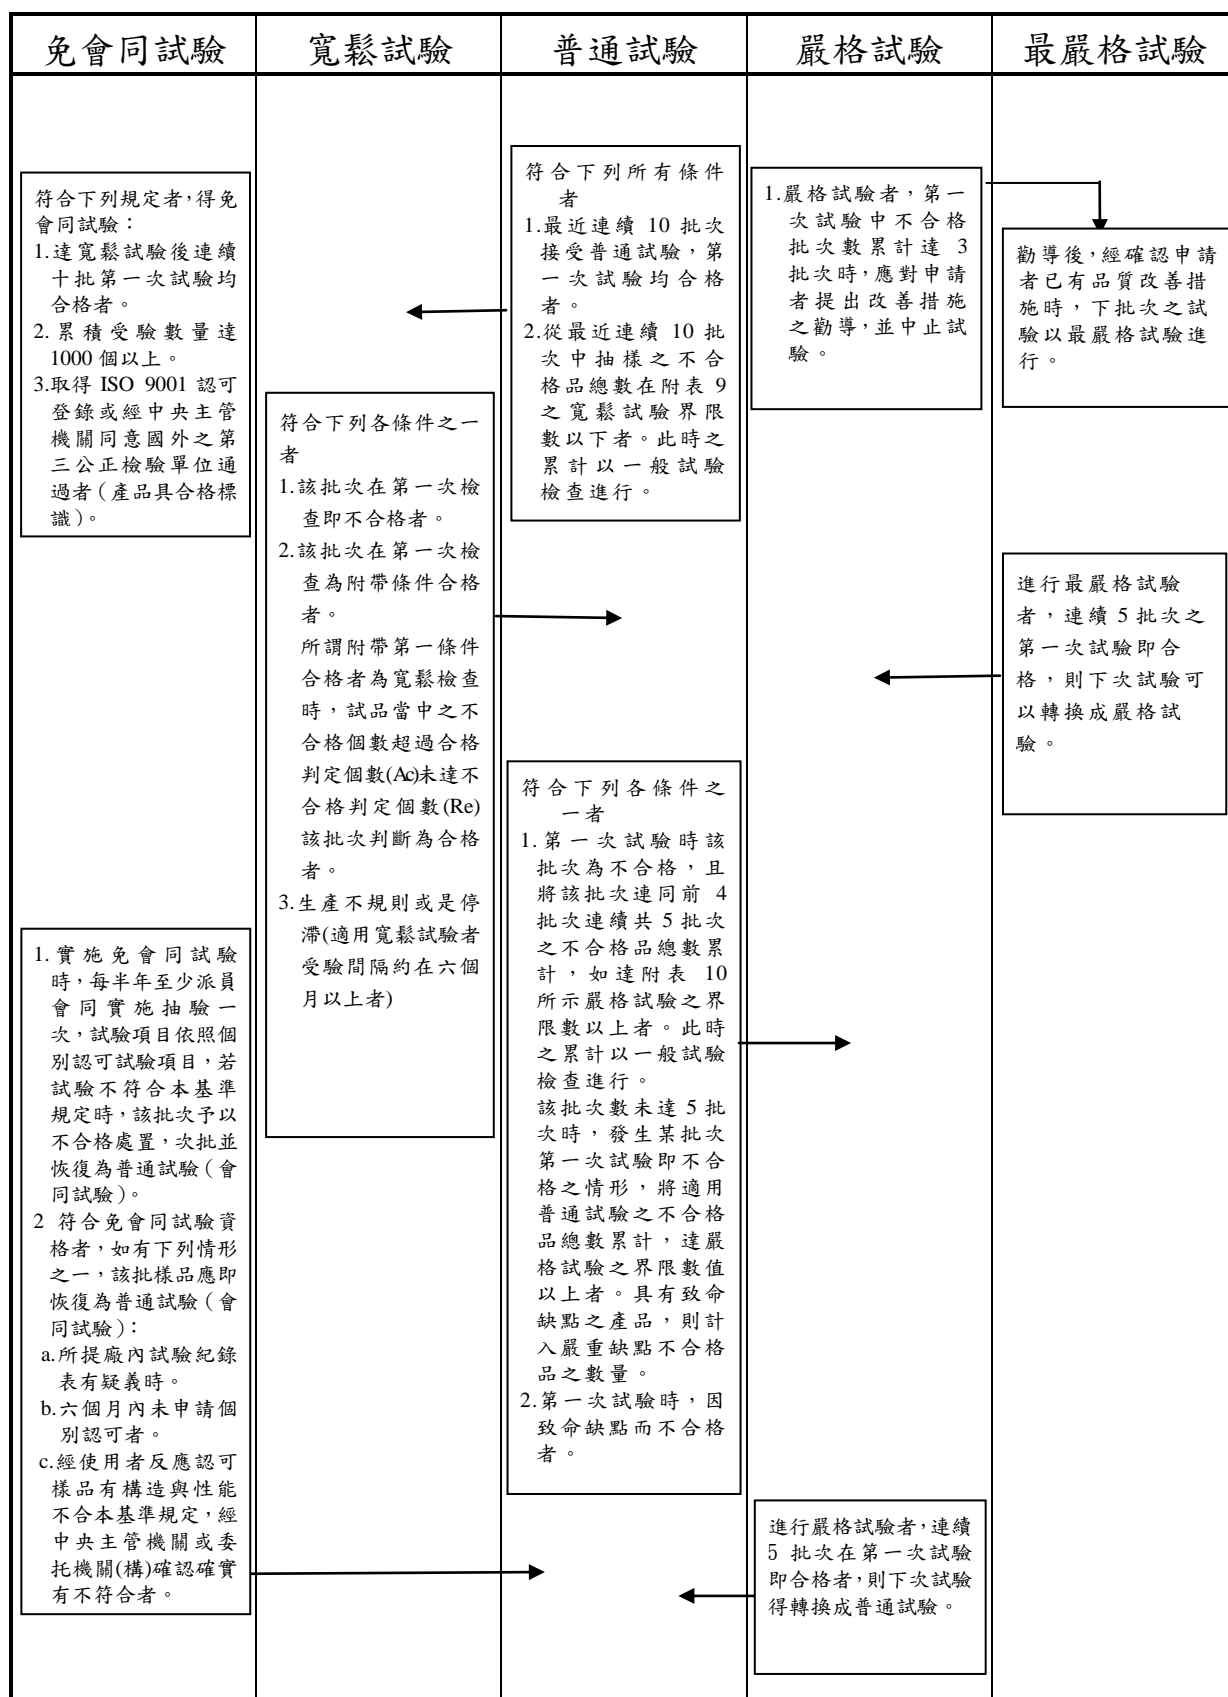 免會同試驗
寬鬆試驗
普通試驗
嚴格試驗
最嚴格試驗
符合下列規定者，得免
會同試驗：
1.達寬鬆試驗後連續
十批第一次試驗均
合格者。
2.累積受驗數量達
1000個以上。
3.取得 ISO 9001 認可
登錄或經中央主管
機關同意國外之第
三公正檢驗單位通
過者（產品具合格標
識）。
1.實施免會同試驗
時，每半年至少派員
會同實施抽驗一
次，試驗項目依照個
別認可試驗項目，若
試驗不符合本基準
規定時，該批次予以
不合格處置，次批並
恢復為普通試驗（會
同試驗）。
2 符合免會同試驗資
格者，如有下列情形
之一，該批樣品應即
恢復為普通試驗（會
同試驗）：
a.所提廠內試驗紀錄
表有疑義時。
b.六個月內未申請個
別認可者。
c.經使用者反應認可
樣品有構造與性能
不合本基準規定，經
中央主管機關或委
托機關(構)確認確實
有不符合者。
符合下列各條件之一
者
1.該批次在第一次檢
查即不合格者。
2.該批次在第一次檢
查為附帶條件合格
者。
所謂附帶第一條件
合格者為寬鬆檢查
時，試品當中之不
合格個數超過合格
判定個數(Ac)未達不
合格判定個數(Re)
該批次判斷為合格
者。
3.生產不規則或是停
滯(適用寬鬆試驗者
受驗間隔約在六個
月以上者)
符合下列所有條件
者
1.最近連續 10 批次
接受普通試驗，第
一次試驗均合格
者。
2.從最近連續 10 批
次中抽樣之不合
格品總數在附表 9
之寬鬆試驗界限
數以下者。此時之
累計以一般試驗
檢查進行。
符合下列各條件之
一者
1.第一次試驗時該
批次為不合格，且
將該批次連同前 4
批次連續共 5 批次
之不合格品總數累
計，如達附表 10
所示嚴格試驗之界
限數以上者。此時
之累計以一般試驗
檢查進行。
該批次數未達 5 批
次時，發生某批次
第一次試驗即不合
格之情形，將適用
普通試驗之不合格
品總數累計，達嚴
格試驗之界限數值
以上者。具有致命
缺點之產品，則計
入嚴重缺點不合格
品之數量。
2.第一次試驗時，因
致命缺點而不合格
者。
1.嚴格試驗者，第一
次試驗中不合格
批次數累計達 3
批次時，應對申請
者提出改善措施
之勸導，並中止試
驗。
進行嚴格試驗者，連續
5 批次在第一次試驗
即合格者，則下次試驗
得轉換成普通試驗。
勸導後，經確認申請
者已有品質改善措
施時，下批次之試
驗以最嚴格試驗進
行。
進行最嚴格試驗
者，連續 5 批次之
第一次試驗即合
格，則下次試驗可
以轉換成嚴格試
驗。